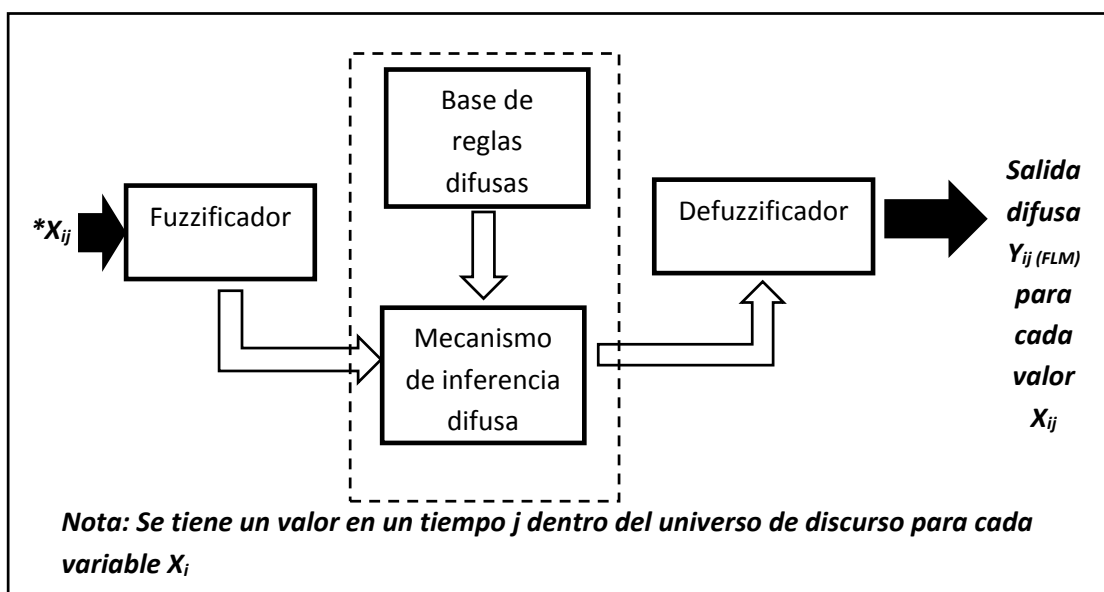 *Xij
Fuzzificador
Base de
reglas
difusas
Mecanismo
de inferencia
difusa
Defuzzificador
Salida
difusa
Yij (FLM)
para
cada
valor
Xij
Nota: Se tiene un valor en un tiempo j dentro del universo de discurso para cada
variable Xi